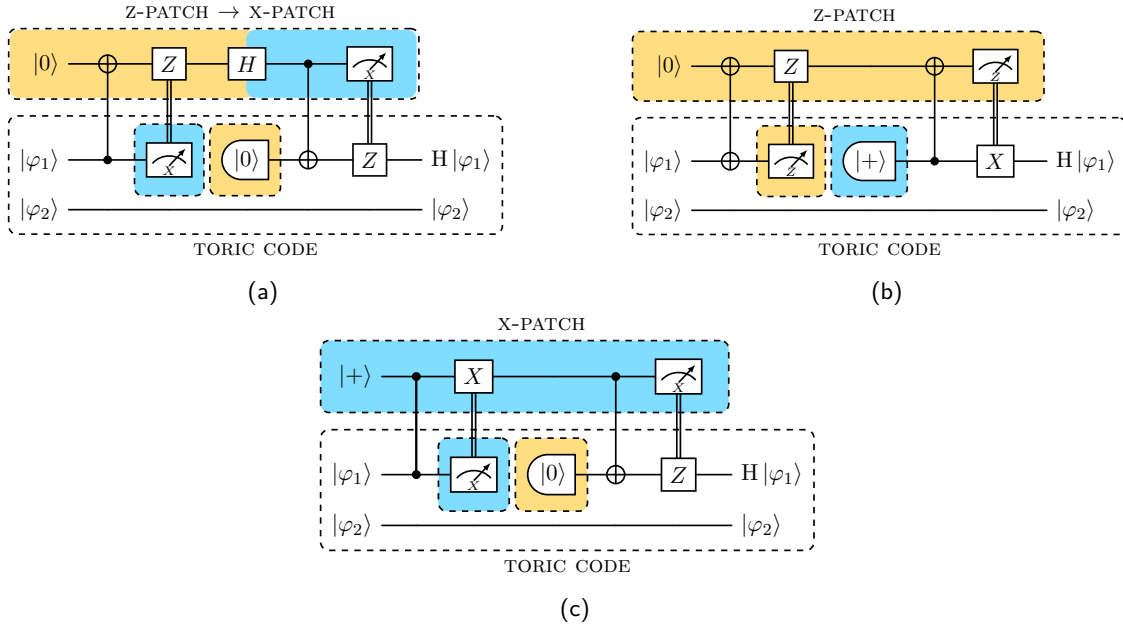 Z-PATCH → X-PATCH
|0⟩ Z H X
|φ₁⟩ X |0⟩ Z H |φ₁⟩
|φ₂⟩ |φ₂⟩
TORIC CODE
(a)
Z-PATCH
|0⟩ Z Z
|φ₁⟩ Z |+⟩ X H |φ₁⟩
|φ₂⟩ |φ₂⟩
TORIC CODE
(b)
X-PATCH
|+⟩ X X
|φ₁⟩ X |0⟩ Z H |φ₁⟩
|φ₂⟩ |φ₂⟩
TORIC CODE
(c)